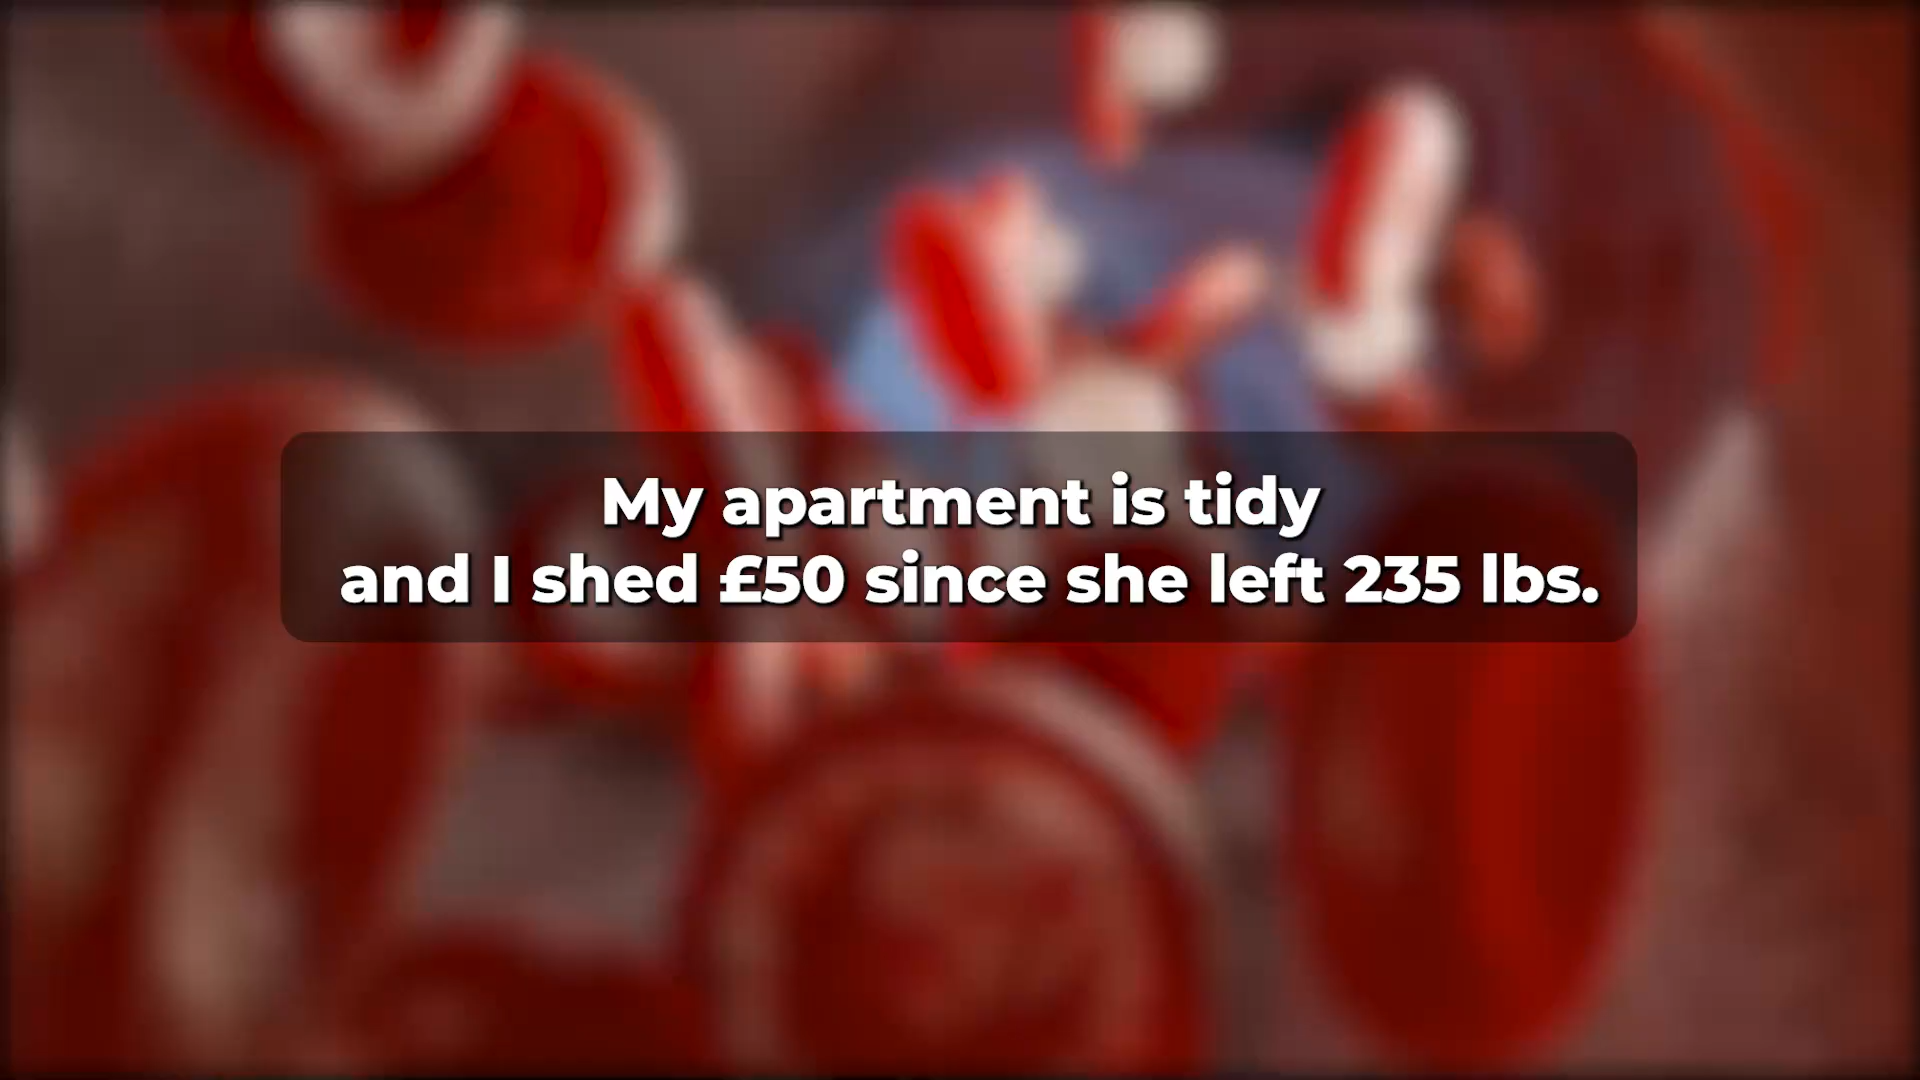 My apartment is tidy
and I shed £50 since she left 235 lbs.